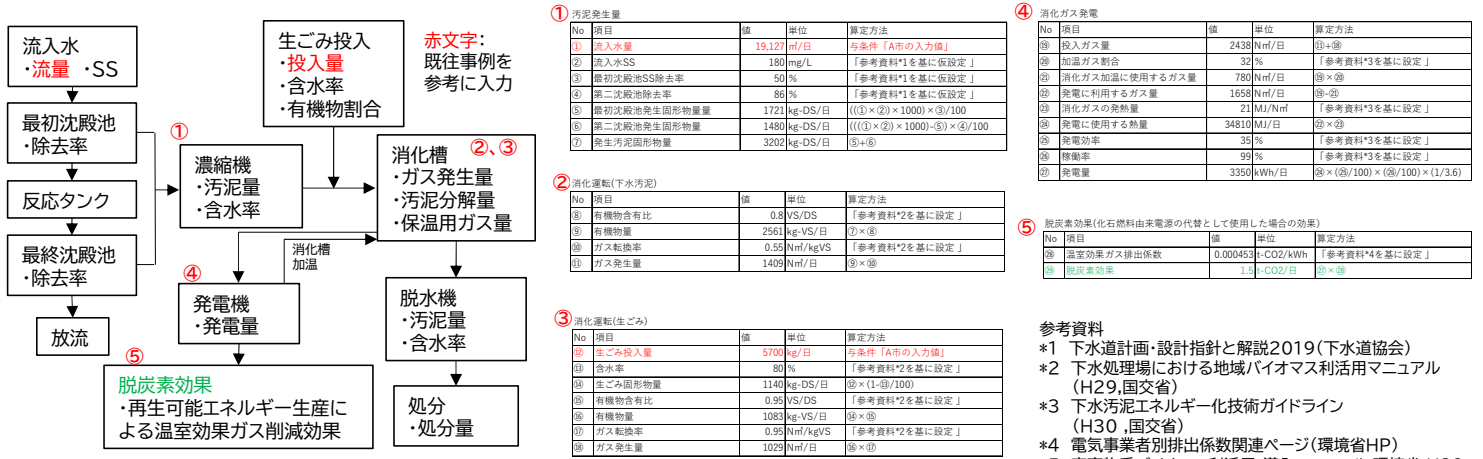 流入水
・流量 ・SS
最初沈殿池
・除去率
反応タンク
最終沈殿池
・除去率
放流
①
濃縮機
・汚泥量
・含水率
生ごみ投入
・投入量
・含水率
・有機物割合
赤文字：
既往事例を
参考に入力
消化槽 ②、③
・ガス発生量
・汚泥分解量
・保温用ガス量
消化槽
加温
④
発電機
・発電量
脱水機
・汚泥量
・含水率
処分
・処分量
⑤
脱炭素効果
・再生可能エネルギー生産に
よる温室効果ガス削減効果
① 汚泥発生量
No 項目 値 単位 算定方法
① 流入水量 19,127 ㎥/日 与条件「A市の入力値」
② 流入水SS 180 mg/L 「参考資料*1を基に仮設定 」
③ 最初沈殿池SS除去率 50 % 「参考資料*1を基に仮設定 」
④ 第二沈殿池除去率 86 % 「参考資料*1を基に仮設定 」
⑤ 最初沈殿池発生固形物量量 1721 kg-DS/日 (((①×②)×1000)×③/100
⑥ 第二沈殿池発生固形物量 1480 kg-DS/日 ((((①×②)×1000)-⑤)×④/100
⑦ 発生汚泥固形物量 3202 kg-DS/日 ⑤+⑥
② 消化運転(下水汚泥)
No 項目 値 単位 算定方法
⑧ 有機物含有比 0.8 VS/DS 「参考資料*2を基に設定 」
⑨ 有機物量 2561 kg-VS/日 ⑦×⑧
⑩ ガス転換率 0.55 N㎥/kgVS 「参考資料*2を基に設定 」
⑪ ガス発生量 1409 N㎥/日 ⑨×⑩
③ 消化運転(生ごみ)
No 項目 値 単位 算定方法
⑫ 生ごみ投入量 5700 kg/日 与条件「A市の入力値」
⑬ 含水率 80 % 「参考資料*2を基に設定 」
⑭ 生ごみ固形物量 1140 kg-DS/日 ⑫×(1-⑬/100)
⑮ 有機物含有比 0.95 VS/DS 「参考資料*2を基に設定 」
⑯ 有機物量 1083 kg-VS/日 ⑭×⑮
⑰ ガス転換率 0.95 N㎥/kgVS 「参考資料*2を基に設定 」
⑱ ガス発生量 1029 N㎥/日 ⑯×⑰
④ 消化ガス発電
No 項目 値 単位 算定方法
⑲ 投入ガス量 2438 N㎥/日 ⑪+⑱
⑳ 加温ガス割合 32 % 「参考資料*3を基に設定 」
㉑ 消化ガス加温に使用するガス量 780 N㎥/日 ⑲×⑳
㉒ 発電に利用するガス量 1658 N㎥/日 ⑲-㉑
㉓ 消化ガスの発熱量 21 MJ/N㎥ 「参考資料*3を基に設定 」
㉔ 発電に使用する熱量 34810 MJ/日 ㉒×㉓
㉕ 発電効率 35 % 「参考資料*3を基に設定 」
㉖ 稼働率 99 % 「参考資料*3を基に設定 」
㉗ 発電量 3350 kWh/日 ㉔×(㉕/100)×(㉖/100)×(1/3.6)
⑤ 脱炭素効果(化石燃料由来電源の代替として使用した場合の効果)
No 項目 値 単位 算定方法
㉘ 温室効果ガス排出係数 0.000453 t-CO2/kWh 「参考資料*4を基に設定 」
㉙ 脱炭素効果 1.5 t-CO2/日 ㉗×㉘
参考資料
*1 下水道計画・設計指針と解説2019(下水道協会)
*2 下水処理場における地域バイオマス利活用マニュアル
(H29,国交省)
*3 下水汚泥エネルギー化技術ガイドライン
(H30 ,国交省)
*4 電気事業者別排出係数関連ページ(環境省HP)